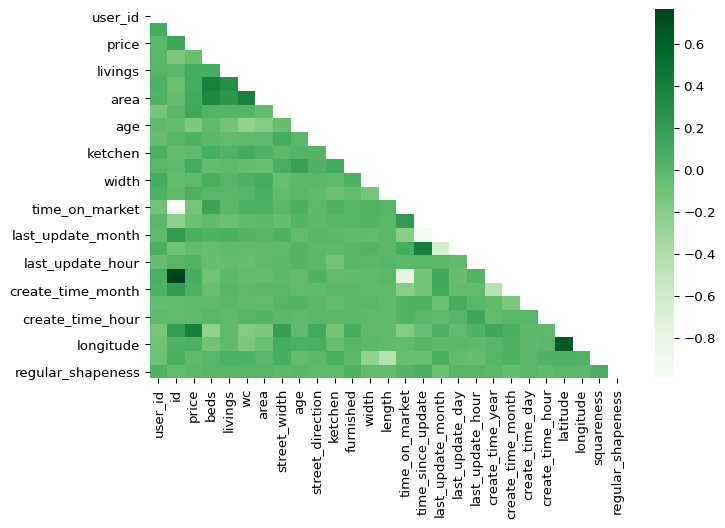 user_id
price
livings
area
age
ketchen
width
time_on_market
last_update_month
last_update_hour
create_time_month
create_time_hour
longitude
regular_shapeness
user_id
id
price
beds
livings
wc
area
street_width
age
street_direction
ketchen
furnished
width
length
time_on_market
time_since_update
last_update_month
last_update_day
last_update_hour
create_time_year
create_time_month
create_time_day
create_time_hour
latitude
longitude
squareness
regular_shapeness
0.6
0.4
0.2
0.0
−0.2
−0.4
−0.6
−0.8